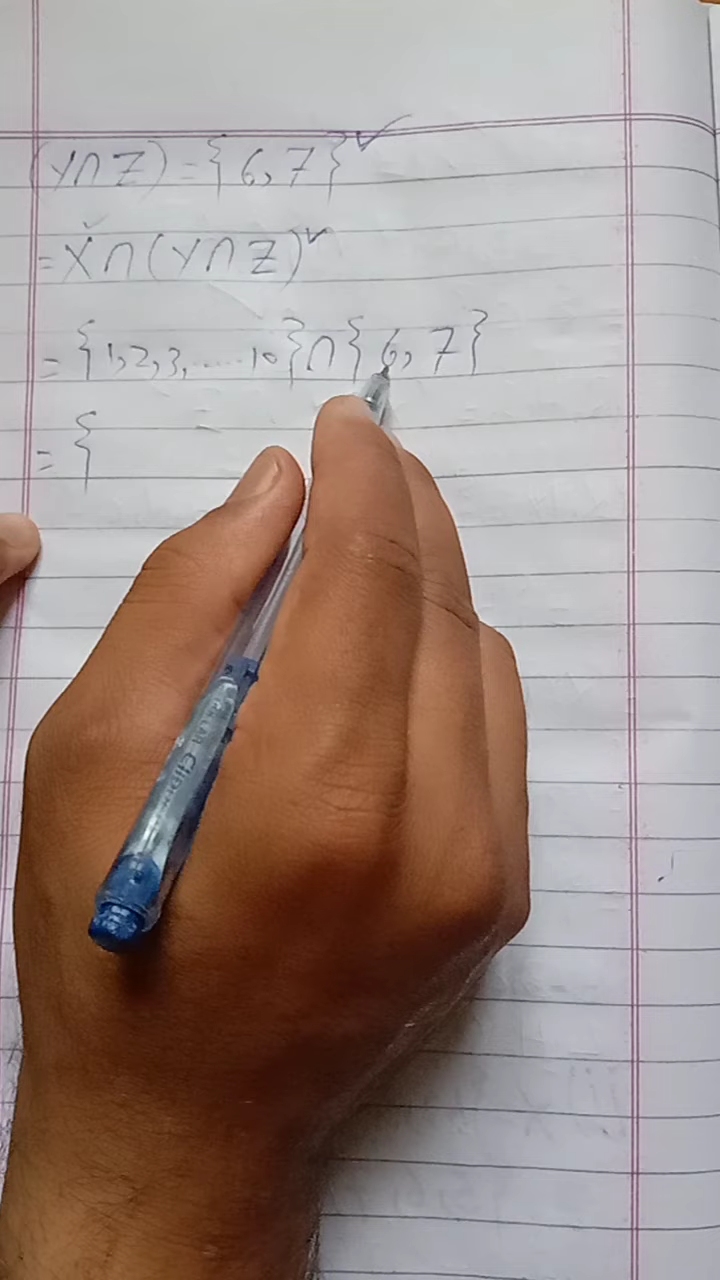 (Y∩Z) = {6,7} ✓
= X∩(Y∩Z) ✓
= {1,2,3,.....10}∩{6,7}
= {